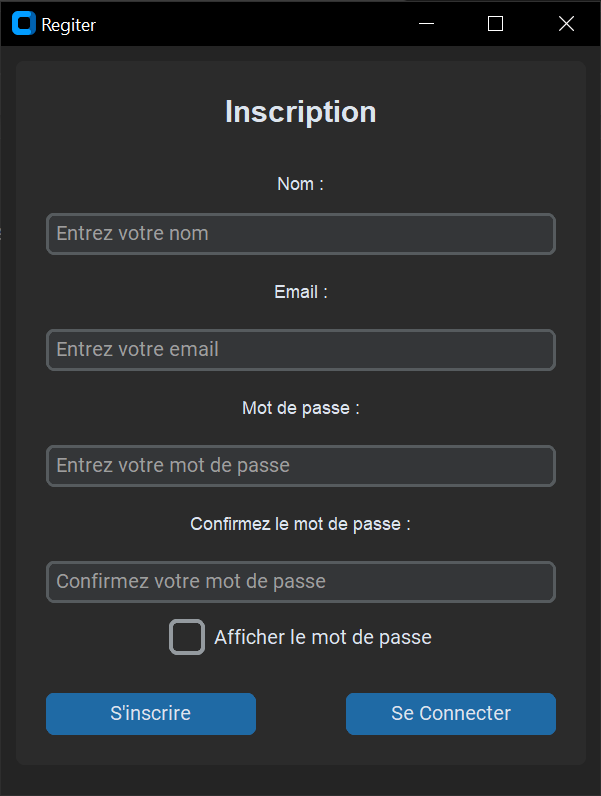 Regiter
Inscription
Nom :
Entrez votre nom
Email :
Entrez votre email
Mot de passe :
Entrez votre mot de passe
Confirmez le mot de passe :
Confirmez votre mot de passe
Afficher le mot de passe
S'inscrire
Se Connecter